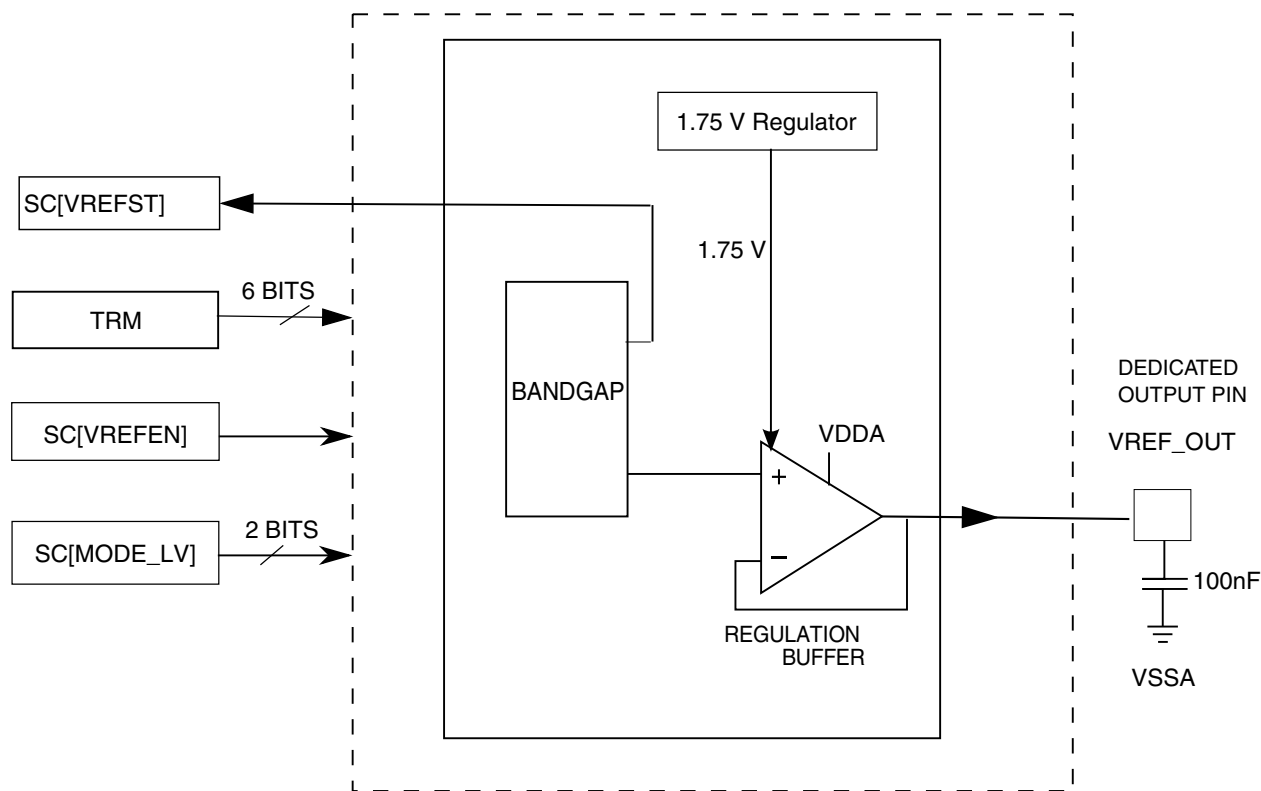 1.75 V Regulator
SC[VREFST]
1.75 V
6 BITS
TRM
BANDGAP
DEDICATED
OUTPUT PIN
SC[VREFEN]
VDDA
VREF_OUT
+
2 BITS
SC[MODE_LV]
−
100nF
REGULATION
BUFFER
VSSA